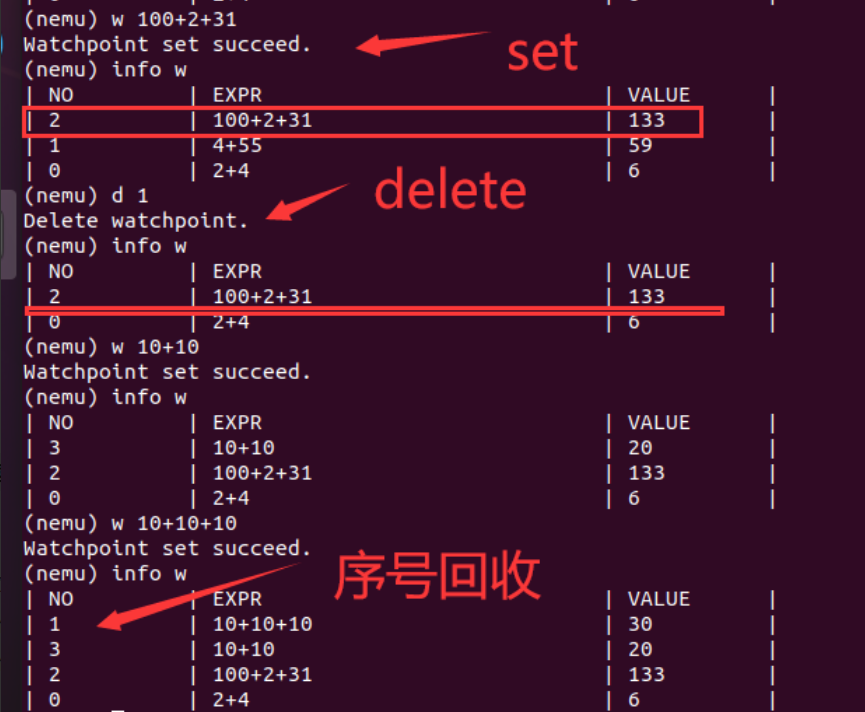 (nemu) w 100+2+31
Watchpoint set succeed.
set
(nemu) info w
| NO | EXPR | VALUE |
| 2 | 100+2+31 | 133 |
| 1 | 4+55 | 59 |
| 0 | 2+4 | 6 |
(nemu) d 1
delete
Delete watchpoint.
(nemu) info w
| NO | EXPR | VALUE |
| 2 | 100+2+31 | 133 |
| 0 | 2+4 | 6 |
(nemu) w 10+10
Watchpoint set succeed.
(nemu) info w
| NO | EXPR | VALUE |
| 3 | 10+10 | 20 |
| 2 | 100+2+31 | 133 |
| 0 | 2+4 | 6 |
(nemu) w 10+10+10
Watchpoint set succeed.
(nemu) info w
序号回收
| NO | EXPR | VALUE |
| 1 | 10+10+10 | 30 |
| 3 | 10+10 | 20 |
| 2 | 100+2+31 | 133 |
| 0 | 2+4 | 6 |